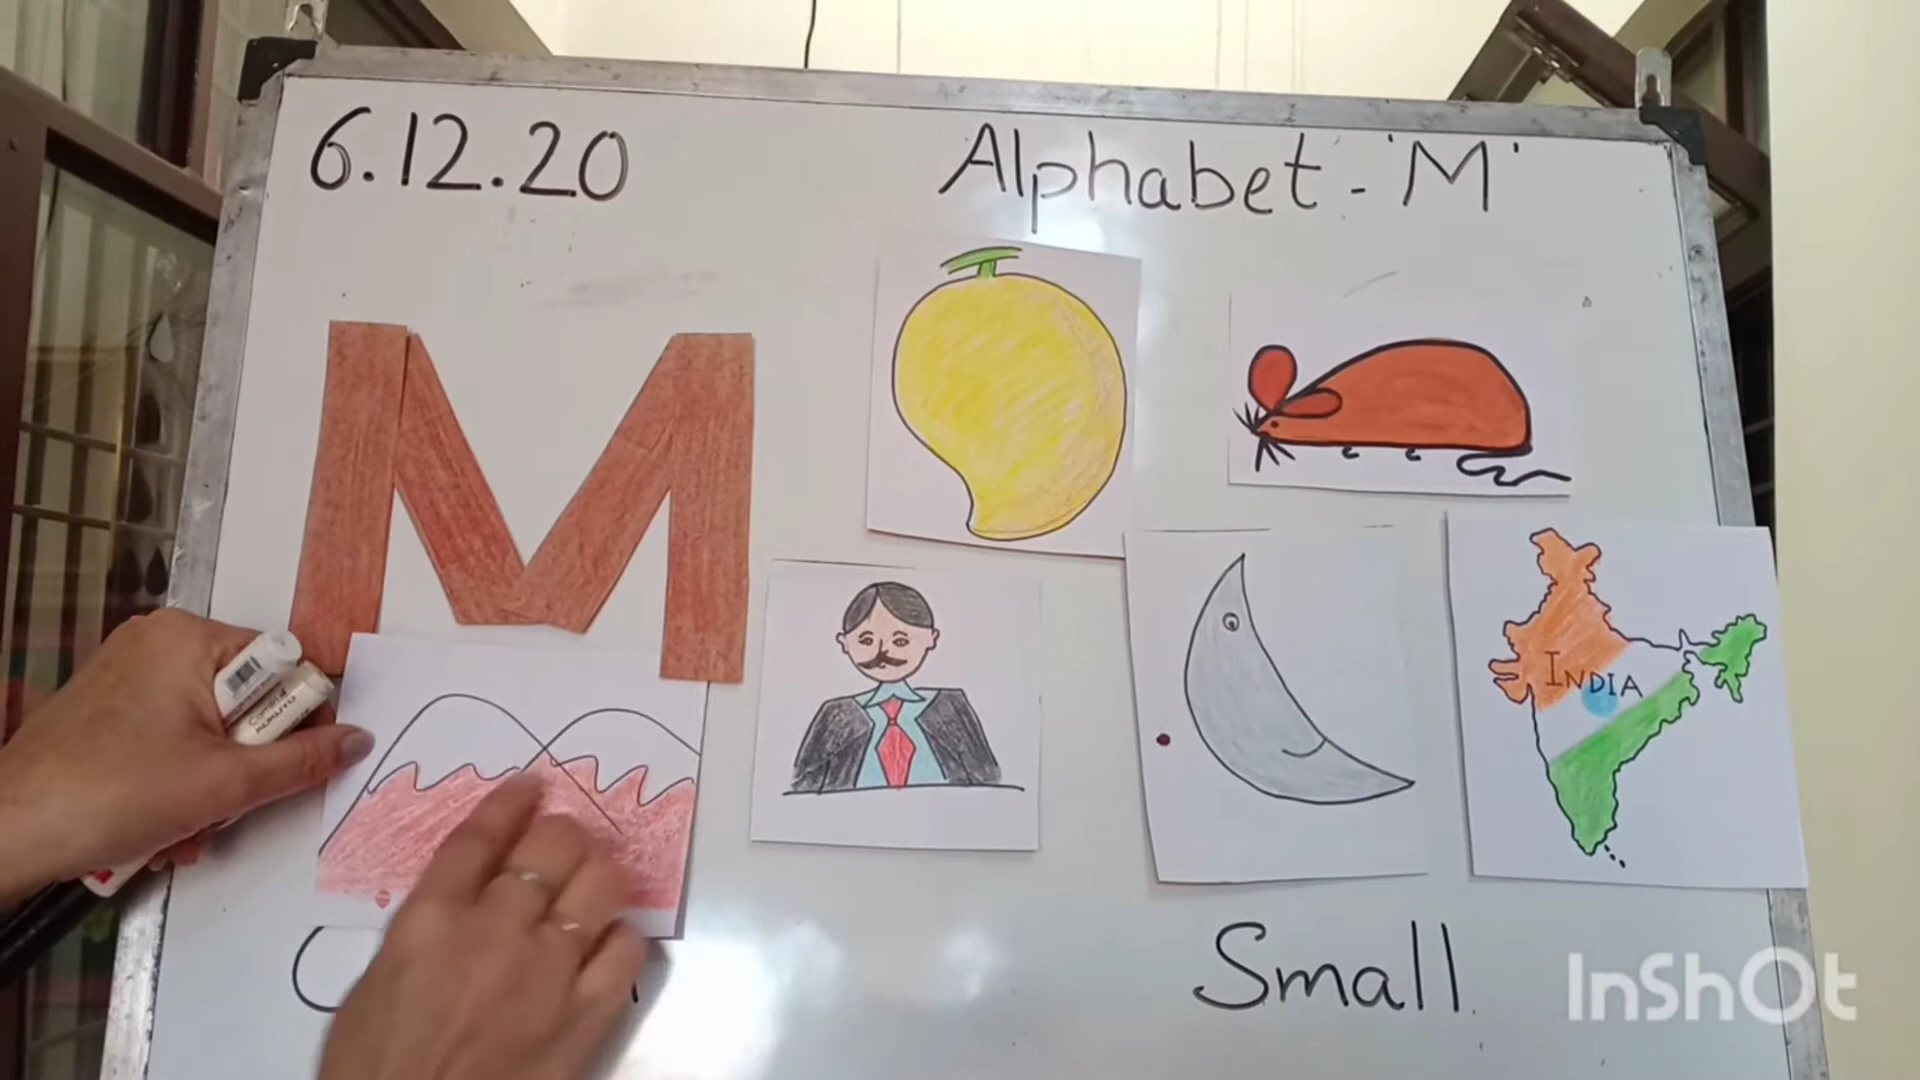 6.12.20
Alphabet - 'M'
M
INDIA
Small
InShOt